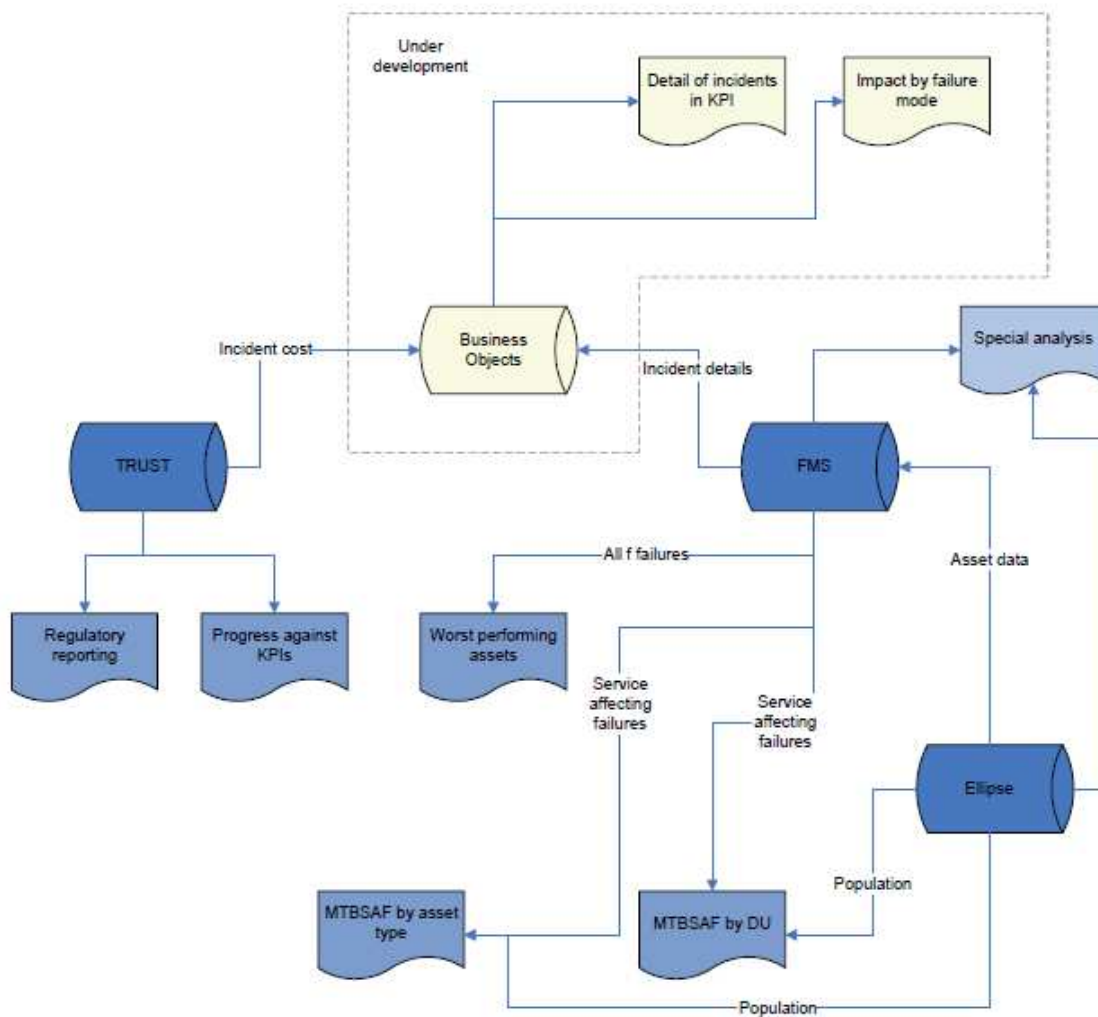 Under
development
Detail of incidents
in KPI
Impact by failure
mode
Business
Objects
Special analysis
Incident cost
Incident details
TRUST
FMS
All f failures
Asset data
Regulatory
reporting
Progress against
KPIs
Worst performing
assets
Service
affecting
failures
Service
affecting
failures
Ellipse
Population
MTBSAF by asset
type
MTBSAF by DU
Population